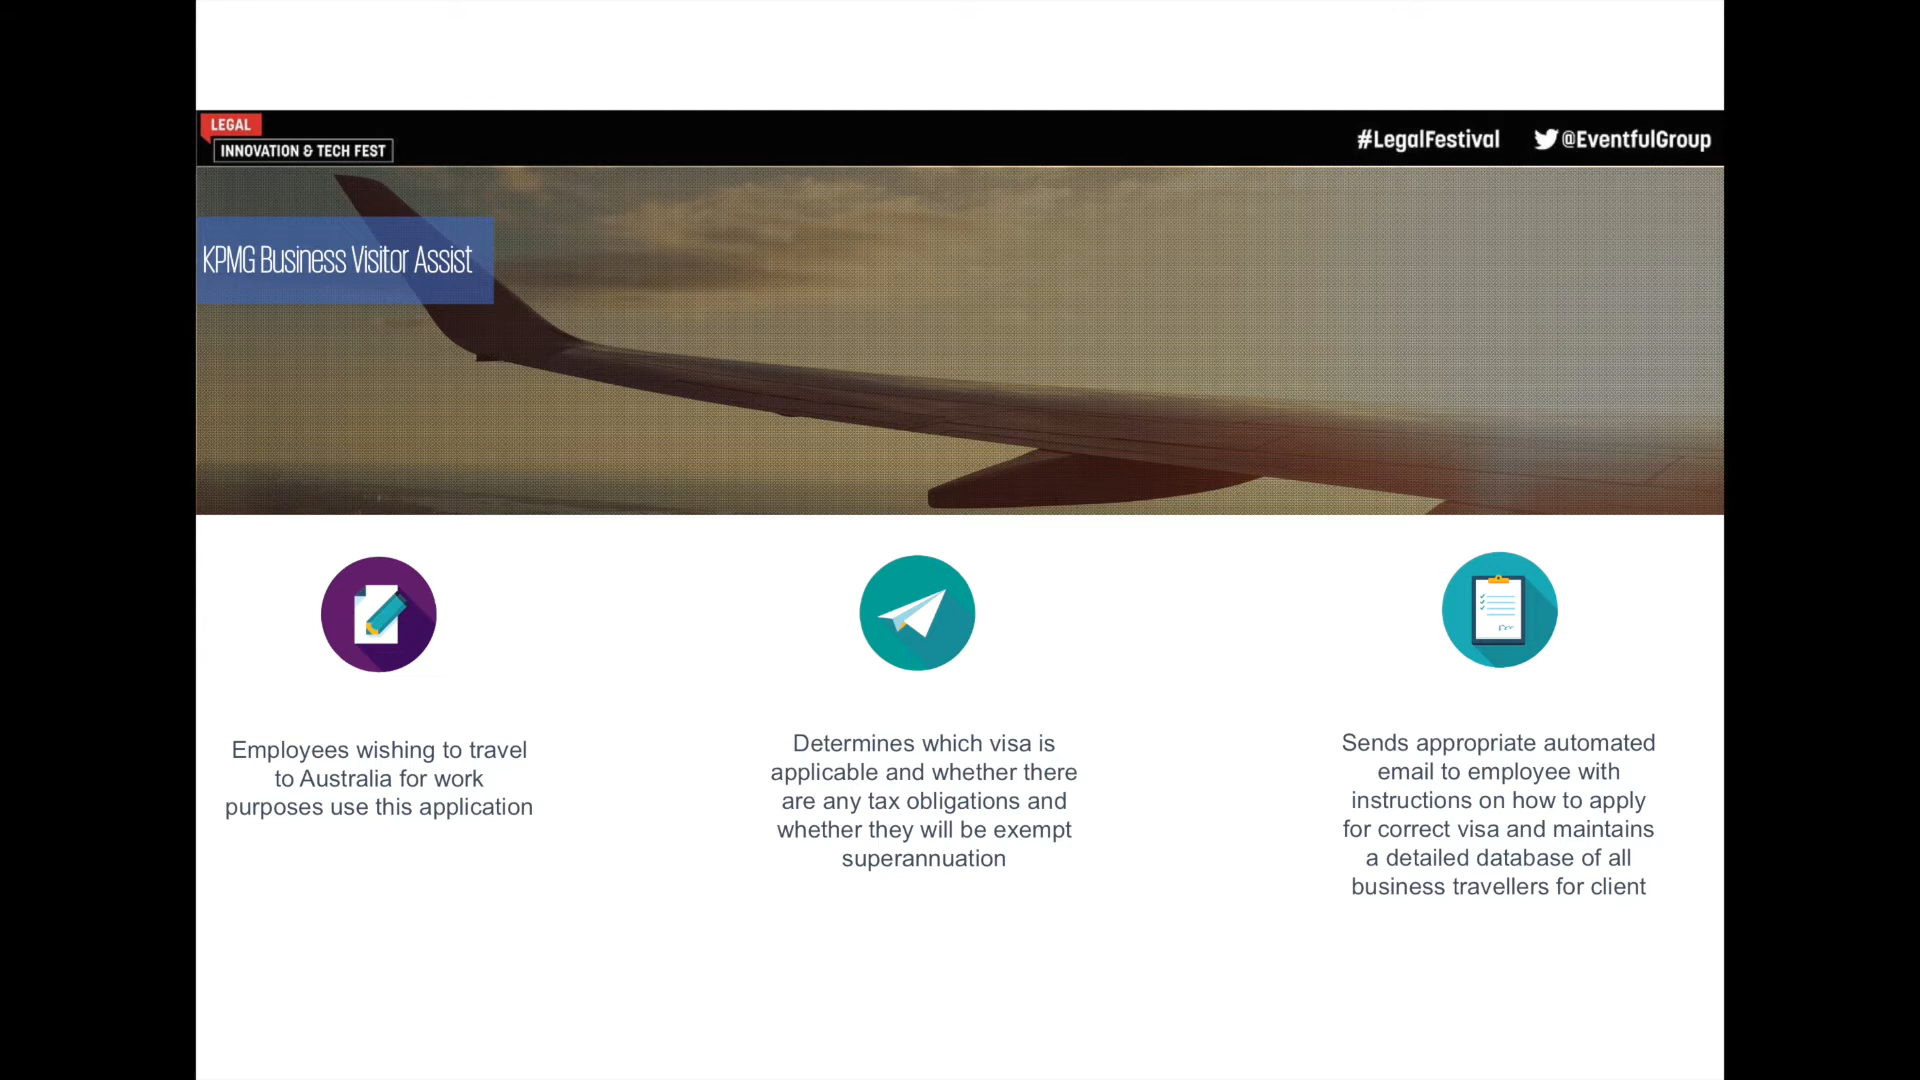 LEGAL
INNOVATION & TECH FEST
#LegalFestival
@EventfulGroup
KPMG Business Visitor Assist
Employees wishing to travel
to Australia for work
purposes use this application
Determines which visa is
applicable and whether there
are any tax obligations and
whether they will be exempt
superannuation
Sends appropriate automated
email to employee with
instructions on how to apply
for correct visa and maintains
a detailed database of all
business travellers for client